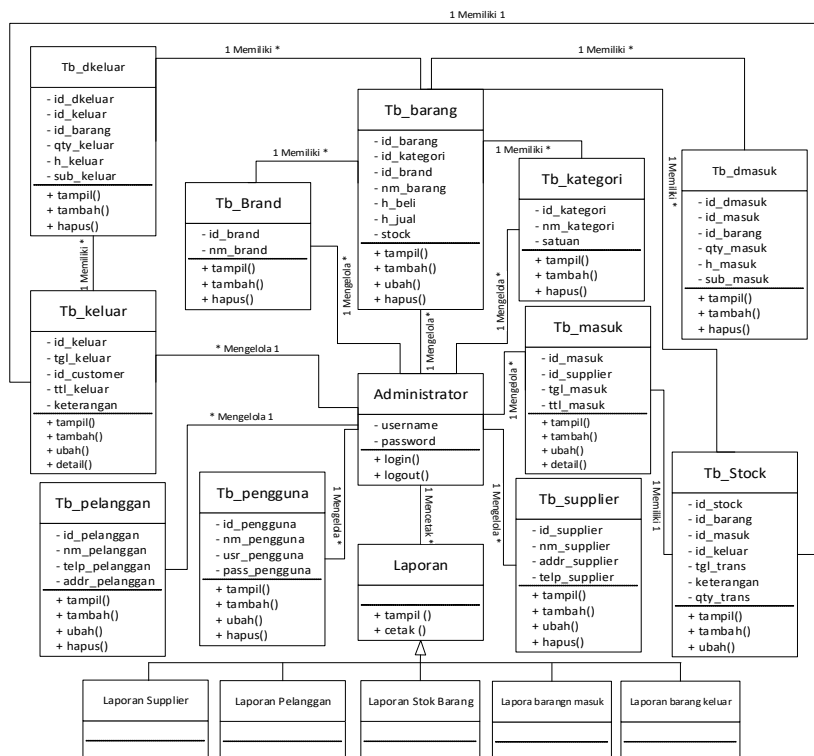 1 Memiliki 1
Tb_dkeluar
- id_dkeluar
- id_keluar
- id_barang
- qty_keluar
- h_keluar
- sub_keluar
+ tampil()
+ tambah()
+ hapus()
1 Memiliki *
1 Memiliki *
Tb_barang
- id_barang
- id_kategori
- id_brand
- nm_barang
- h_beli
- h_jual
- stock
+ tampil()
+ tambah()
+ ubah()
+ hapus()
1 Memiliki *
1 Memiliki *
1 Memiliki *
Tb_Brand
- id_brand
- nm_brand
+ tampil()
+ tambah()
+ hapus()
Tb_kategori
- id_kategori
- nm_kategori
- satuan
+ tampil()
+ tambah()
+ hapus()
Tb_dmasuk
- id_dmasuk
- id_masuk
- id_barang
- qty_masuk
- h_masuk
- sub_masuk
+ tampil()
+ tambah()
+ hapus()
1 Memiliki *
1 Mengelola *
1 Mengelola *
1 Mengelola *
Tb_keluar
- id_keluar
- tgl_keluar
- id_customer
- ttl_keluar
- keterangan
+ tampil()
+ tambah()
+ ubah()
+ detail()
* Mengelola 1
* Mengelola 1
Administrator
- username
- password
+ login()
+ logout()
1 Mengelola *
Tb_masuk
- id_masuk
- id_supplier
- tgl_masuk
- ttl_masuk
+ tampil()
+ tambah()
+ ubah()
+ detail()
1 Memiliki 1
Tb_Stock
- id_stock
- id_barang
- id_masuk
- id_keluar
- tgl_trans
- keterangan
- qty_trans
+ tampil()
+ tambah()
+ ubah()
Tb_pelanggan
- id_pelanggan
- nm_pelanggan
- telp_pelanggan
- addr_pelanggan
+ tampil()
+ tambah()
+ ubah()
+ hapus()
Tb_pengguna
- id_pengguna
- nm_pengguna
- usr_pengguna
- pass_pengguna
+ tampil()
+ tambah()
+ ubah()
+ hapus()
1 Mengelola *
1 Mencetak *
1 Mengelola *
Laporan
+ tampil ()
+ cetak ()
Tb_supplier
- id_supplier
- nm_supplier
- addr_supplier
- telp_supplier
+ tampil()
+ tambah()
+ ubah()
+ hapus()
Laporan Supplier
Laporan Pelanggan
Laporan Stok Barang
Lapora barangn masuk
Laporan barang keluar